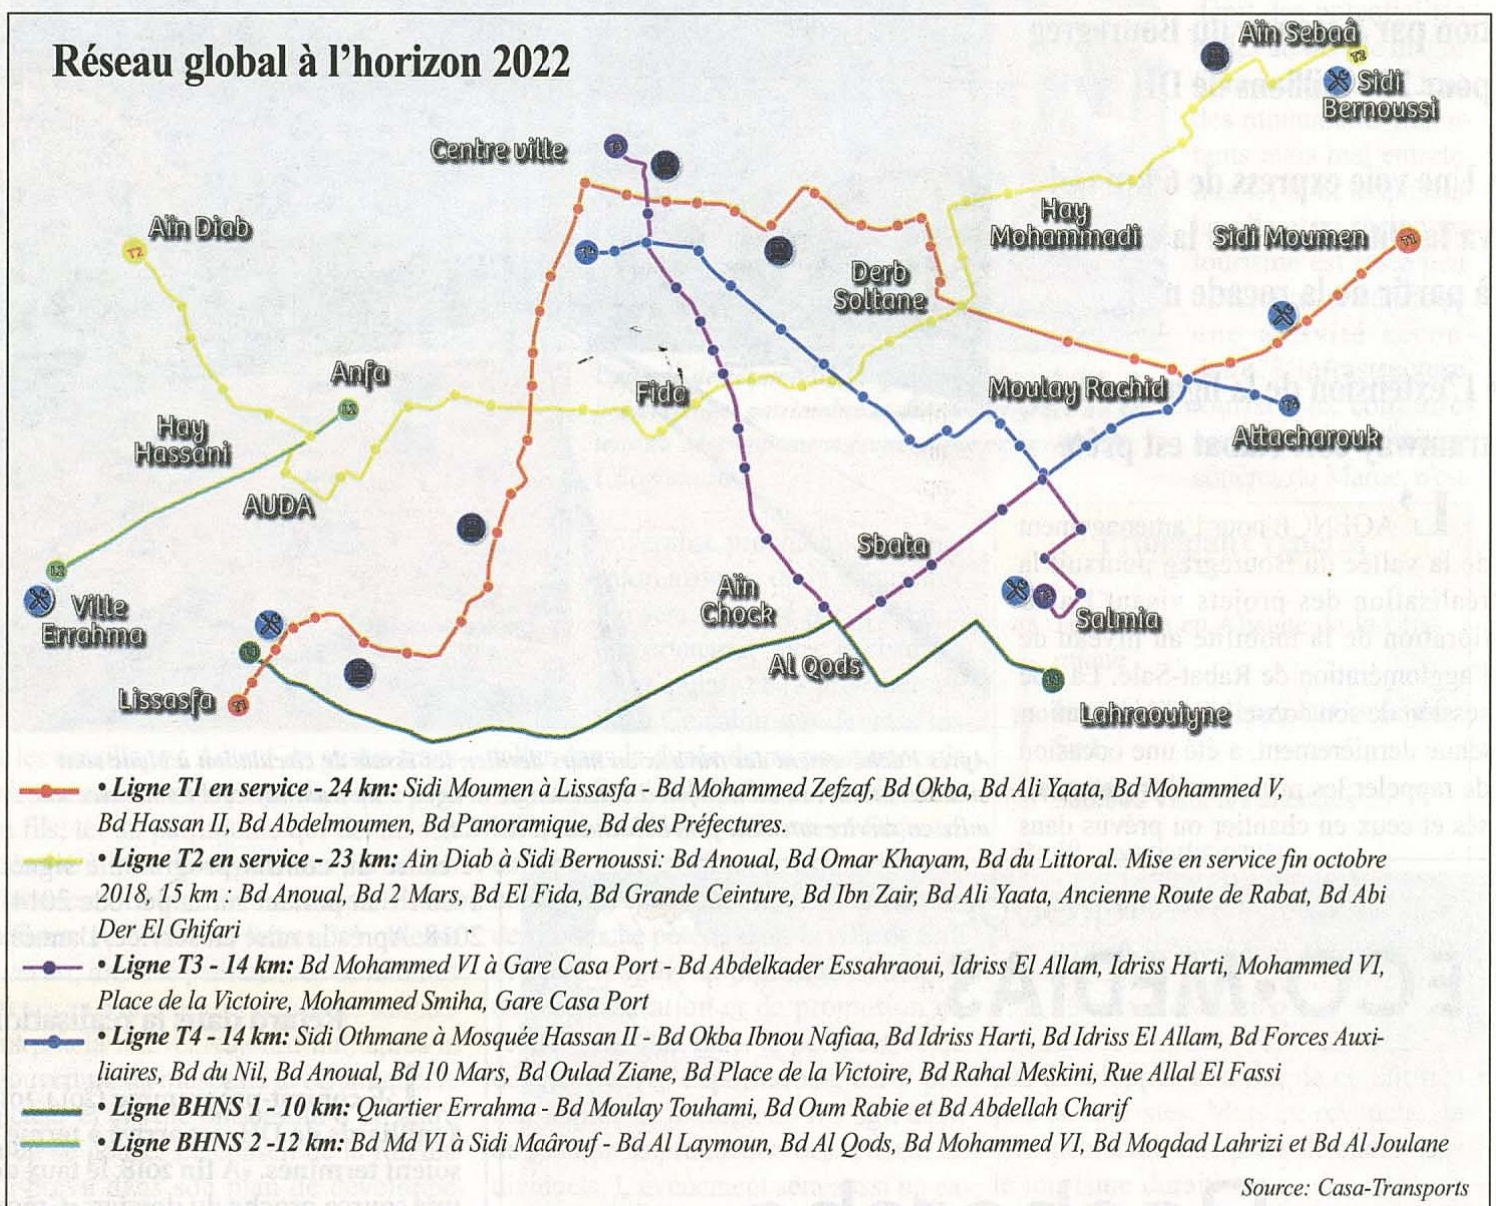 Réseau global à l'horizon 2022
Aïn Sebaâ
T2
Sidi
Bernoussi
Centre ville
T3
Aïn Diab
T2
Hay
Mohammadi
Sidi Moumen
T1
T4
Derb
Soltane
Anfa
L2
Fida
Moulay Rachid
T4
Attacharouk
Hay
Hassani
AUDA
Sbata
L2
Ville
Errahma
Aïn
Chock
T3
Salmia
L1
Al Qods
Lissasfa
T1
L1
Lahraouiyne
• Ligne T1 en service - 24 km: Sidi Moumen à Lissasfa - Bd Mohammed Zefzaf, Bd Okba, Bd Ali Yaata, Bd Mohammed V,
Bd Hassan II, Bd Abdelmoumen, Bd Panoramique, Bd des Préfectures.
• Ligne T2 en service - 23 km: Ain Diab à Sidi Bernoussi: Bd Anoual, Bd Omar Khayam, Bd du Littoral. Mise en service fin octobre
2018, 15 km : Bd Anoual, Bd 2 Mars, Bd El Fida, Bd Grande Ceinture, Bd Ibn Zair, Bd Ali Yaata, Ancienne Route de Rabat, Bd Abi
Der El Ghifari
• Ligne T3 - 14 km: Bd Mohammed VI à Gare Casa Port - Bd Abdelkader Essahraoui, Idriss El Allam, Idriss Harti, Mohammed VI,
Place de la Victoire, Mohammed Smiha, Gare Casa Port
• Ligne T4 - 14 km: Sidi Othmane à Mosquée Hassan II - Bd Okba Ibnou Nafiaa, Bd Idriss Harti, Bd Idriss El Allam, Bd Forces Auxi-
liaires, Bd du Nil, Bd Anoual, Bd 10 Mars, Bd Oulad Ziane, Bd Place de la Victoire, Bd Rahal Meskini, Rue Allal El Fassi
• Ligne BHNS 1 - 10 km: Quartier Errahma - Bd Moulay Touhami, Bd Oum Rabie et Bd Abdellah Charif
• Ligne BHNS 2 -12 km: Bd Md VI à Sidi Maârouf - Bd Al Laymoun, Bd Al Qods, Bd Mohammed VI, Bd Moqdad Lahrizi et Bd Al Joulane
Source: Casa-Transports